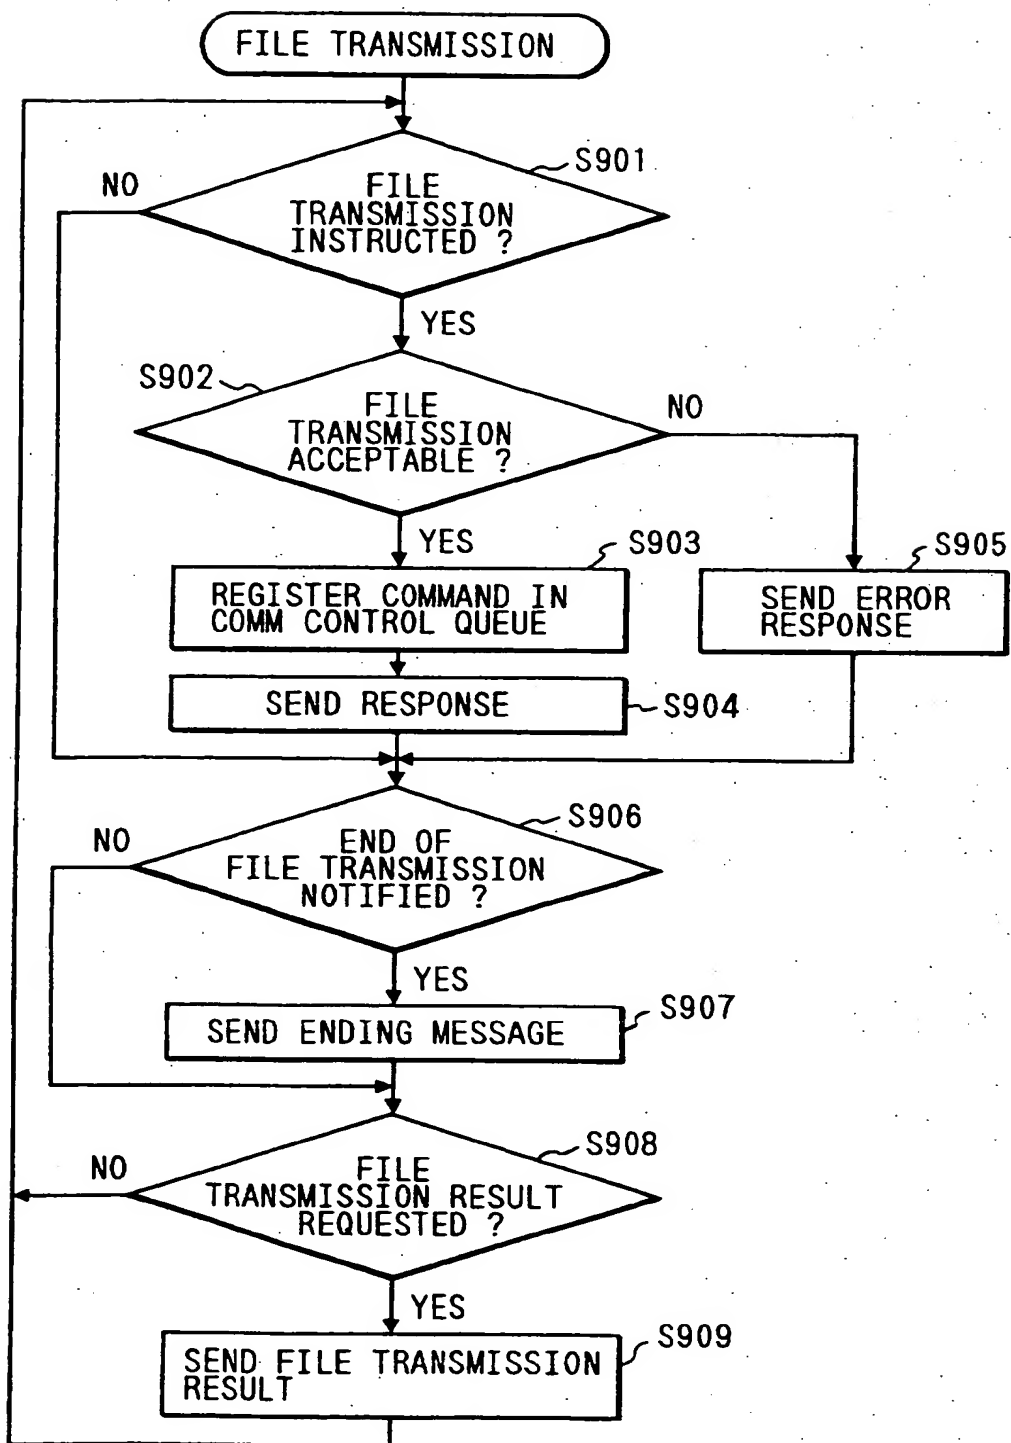 FILE TRANSMISSION
S901
NO
FILE
TRANSMISSION
INSTRUCTED ?
YES
S902
FILE
TRANSMISSION
ACCEPTABLE ?
NO
YES
S903
S905
REGISTER COMMAND IN
COMM CONTROL QUEUE
SEND ERROR
RESPONSE
SEND RESPONSE
S904
S906
NO
END OF
FILE TRANSMISSION
NOTIFIED ?
YES
S907
SEND ENDING MESSAGE
S908
NO
FILE
TRANSMISSION RESULT
REQUESTED ?
YES
S909
SEND FILE TRANSMISSION
RESULT